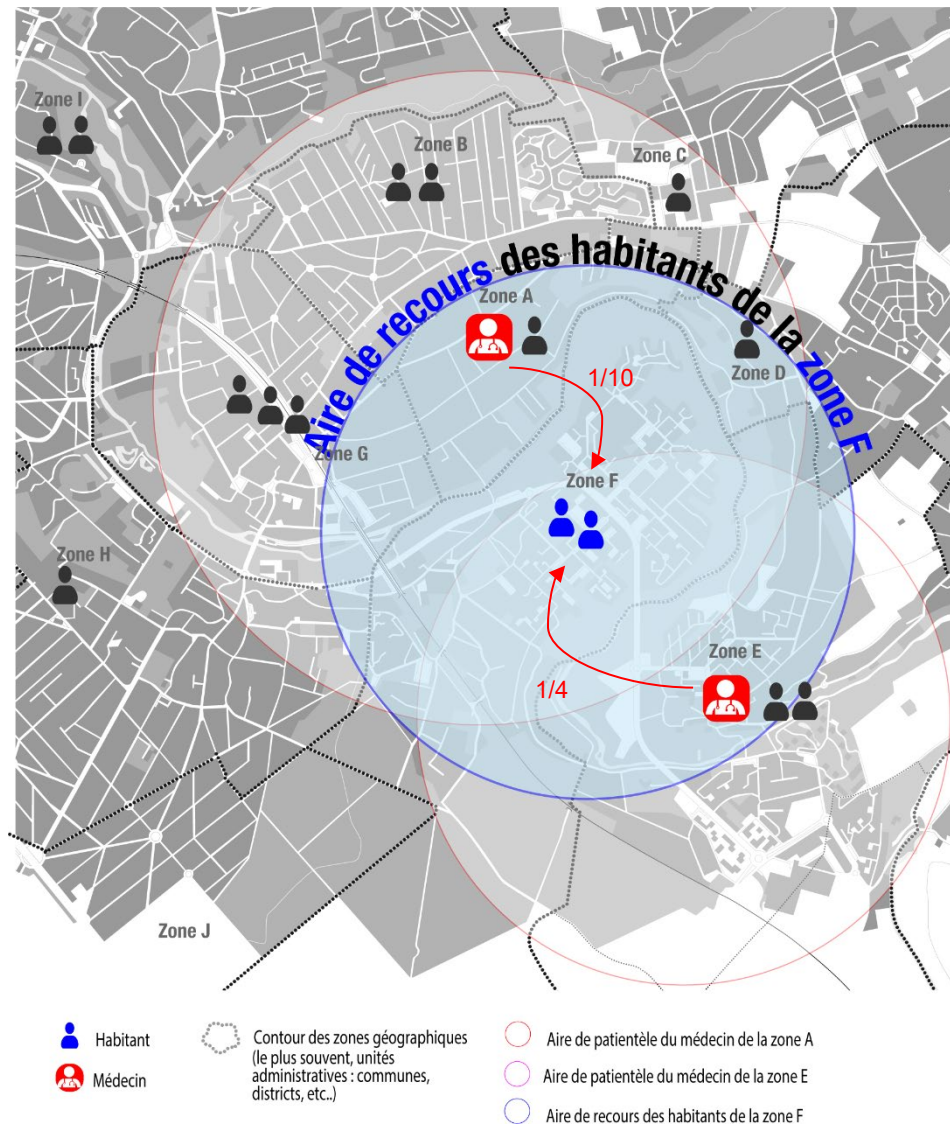 Zone I
Zone B
Zone C
Aire de recours des habitants de la zone F
Zone A
Zone D
1/10
Zone G
Zone F
Zone H
Zone E
1/4
Zone J
Habitant
Médecin
Contour des zones géographiques
(le plus souvent, unités
administratives : communes,
districts, etc..)
Aire de patientèle du médecin de la zone A
Aire de patientèle du médecin de la zone E
Aire de recours des habitants de la zone F